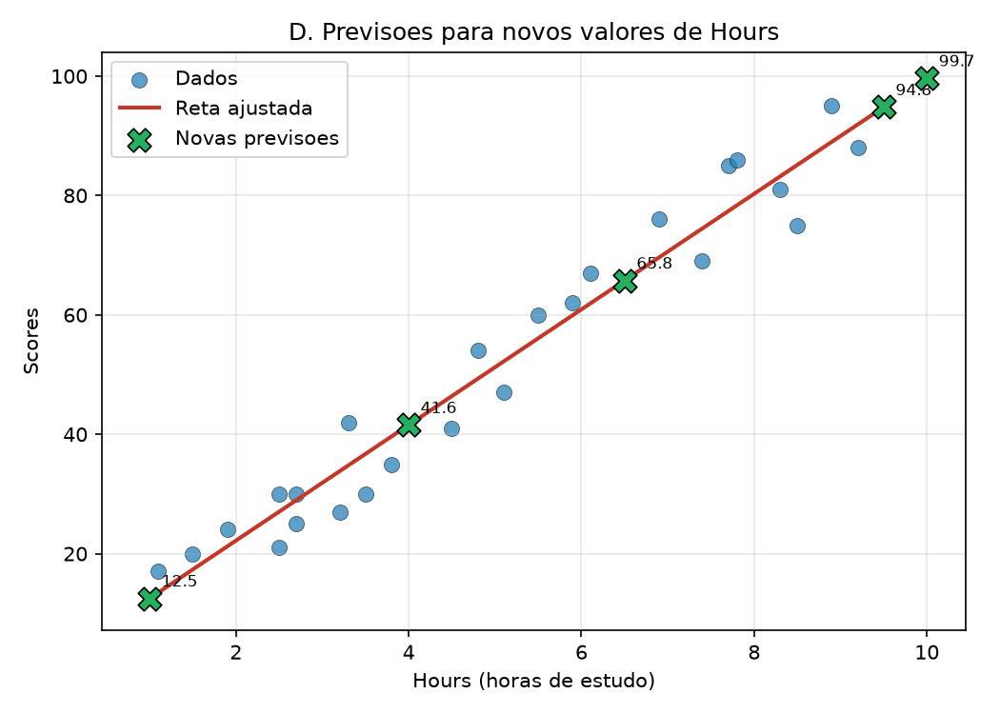 D. Previsoes para novos valores de Hours
Dados
Reta ajustada
Novas previsoes
99.7
94.8
65.8
41.6
12.5
100
80
60
40
20
Scores
2 4 6 8 10
Hours (horas de estudo)